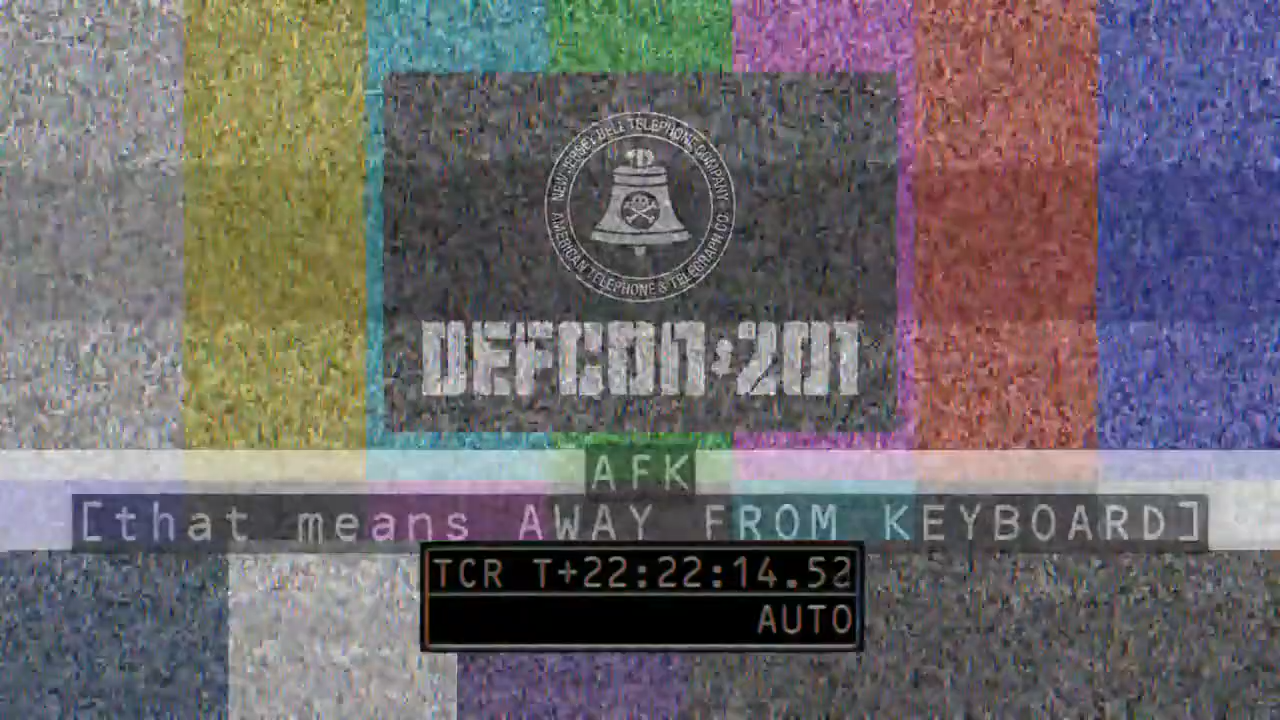 NEW JERSEY BELL TELEPHONE COMPANY
AMERICAN TELEPHONE & TELEGRAPH CO.
DEFCON:201
AFK
[that means AWAY FROM KEYBOARD]
TCR T+22:22:14.52
AUTO